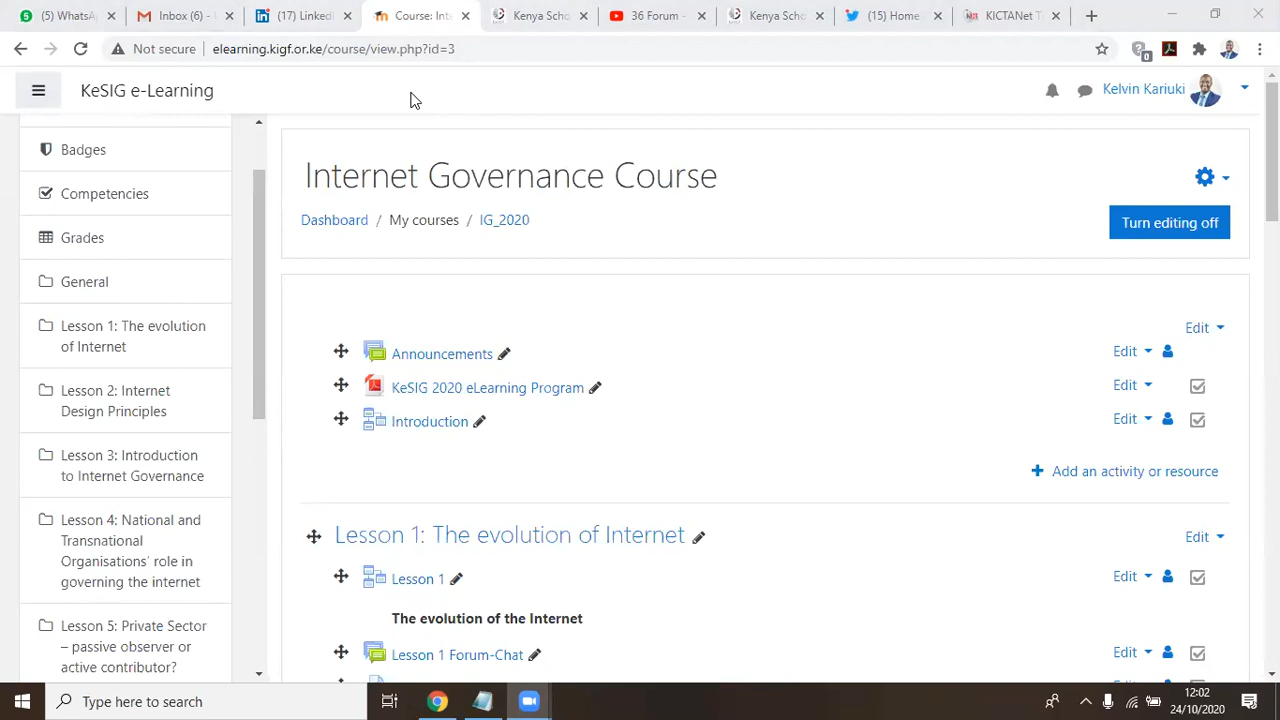 (5) WhatsA
Inbox (6) -
(17) Linked
Course: Inte
Kenya Scho
36 Forum -
Kenya Scho
(15) Home
KICTANet T
Not secure
elearning.kigf.or.ke/course/view.php?id=3
0
KeSIG e-Learning
Kelvin Kariuki
Badges
Competencies
Grades
General
Lesson 1: The evolution
of Internet
Lesson 2: Internet
Design Principles
Lesson 3: Introduction
to Internet Governance
Lesson 4: National and
Transnational
Organisations' role in
governing the internet
Lesson 5: Private Sector
– passive observer or
active contributor?
Internet Governance Course
Dashboard / My courses / IG_2020
Turn editing off
Edit
Announcements
Edit
KeSIG 2020 eLearning Program
Edit
Introduction
Edit
+ Add an activity or resource
Lesson 1: The evolution of Internet
Edit
Lesson 1
Edit
The evolution of the Internet
Lesson 1 Forum-Chat
Edit
Type here to search
12:02
24/10/2020